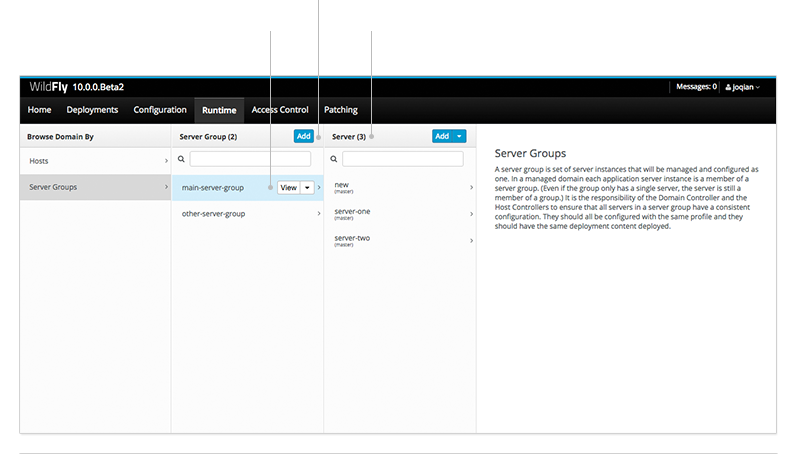 WildFly 10.0.0.Beta2
Messages: 0 joqian
Home Deployments Configuration Runtime Access Control Patching
Browse Domain By
Hosts
Server Groups
Server Group (2) Add
main-server-group View
other-server-group
Server (3) Add
new
(master)
server-one
(master)
server-two
(master)
Server Groups
A server group is set of server instances that will be managed and configured as
one. In a managed domain each application server instance is a member of a
server group. (Even if the group only has a single server, the server is still a
member of a group.) It is the responsibility of the Domain Controller and the
Host Controllers to ensure that all servers in a server group have a consistent
configuration. They should all be configured with the same profile and they
should have the same deployment content deployed.